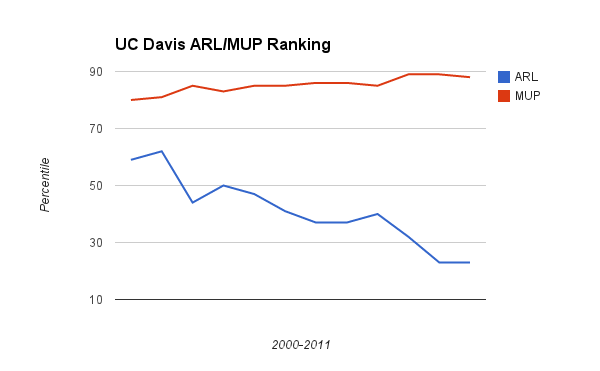 UC Davis ARL/MUP Ranking
90
70
50
30
10
Percentile
2000-2011
ARL
MUP